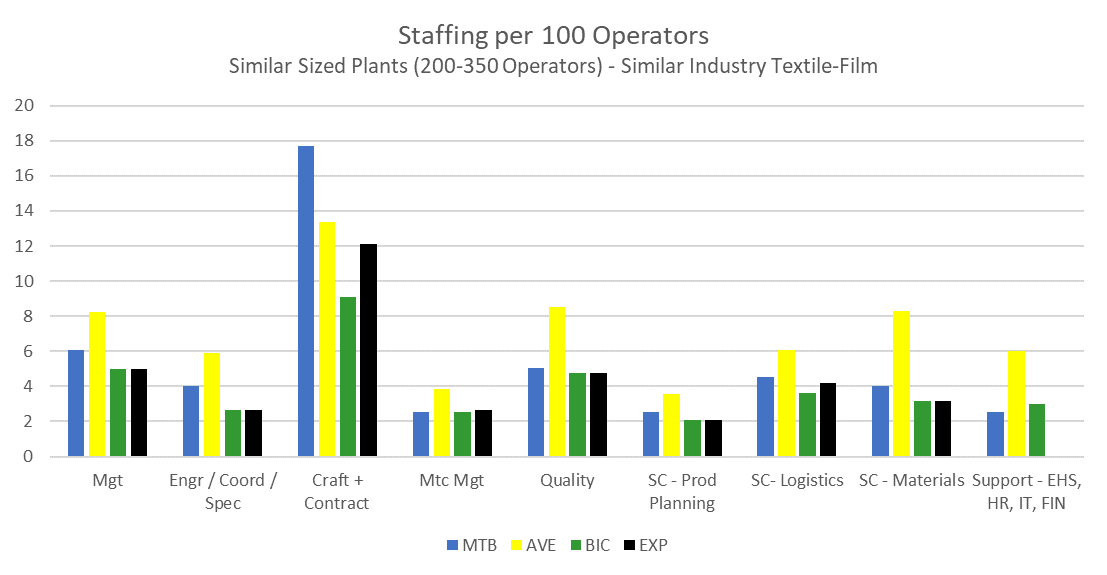 Staffing per 100 Operators
Similar Sized Plants (200-350 Operators) - Similar Industry Textile-Film
20
18
16
14
12
10
8
6
4
2
0
Mgt
Engr / Coord /
Spec
Craft +
Contract
Mtc Mgt
Quality
SC - Prod
Planning
SC- Logistics
SC - Materials
Support - EHS,
HR, IT, FIN
MTB AVE BIC EXP